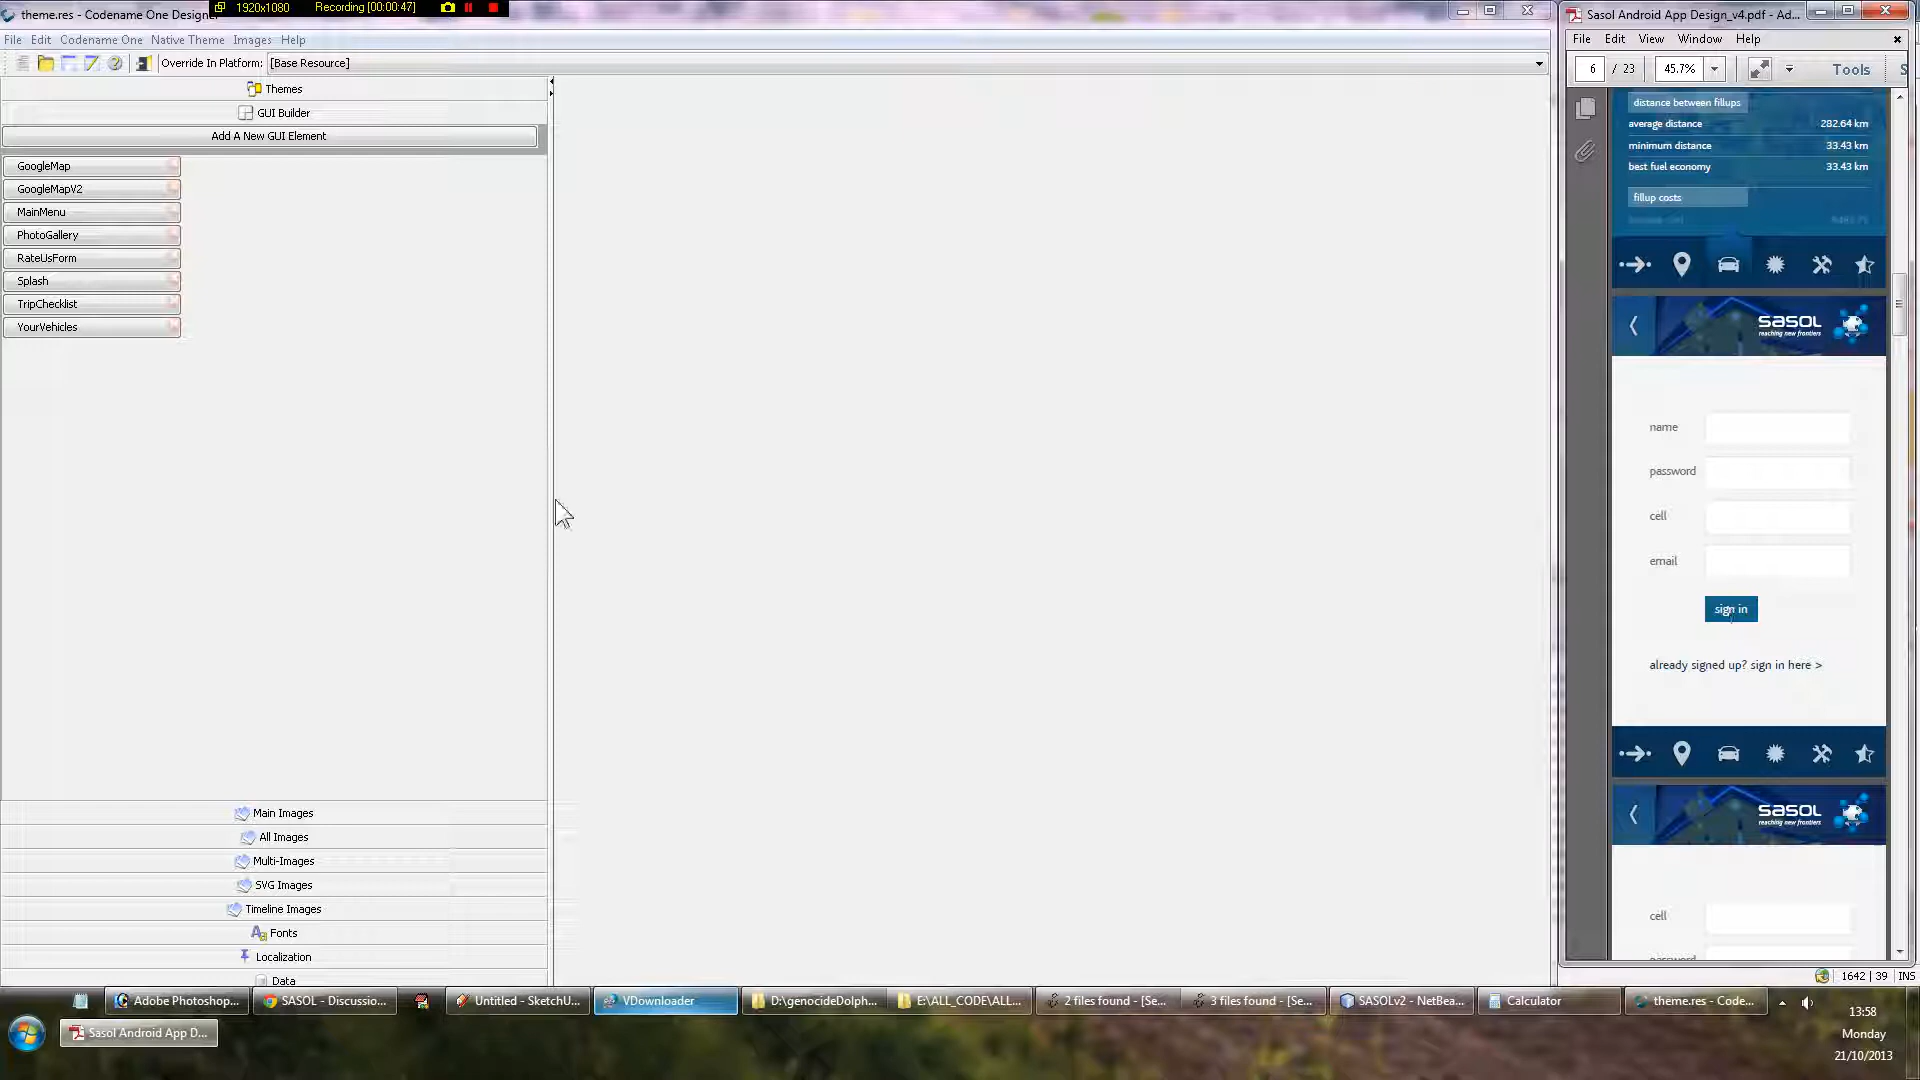 theme.res - Codename One Designer
1920x1080
Recording [00:00:47]
File Edit Codename One Native Theme Images Help
Override In Platform: [Base Resource]
Themes
GUI Builder
Add A New GUI Element
GoogleMap
GoogleMapV2
MainMenu
PhotoGallery
RateUsForm
Splash
TripChecklist
YourVehicles
Main Images
All Images
Multi-Images
SVG Images
Timeline Images
Fonts
Localization
Data
Sasol Android App Design_v4.pdf - Ad...
File Edit View Window Help
6 / 23 45.7% Tools S
distance between fillups
average distance 282.64 km
minimum distance 33.43 km
best fuel economy 33.43 km
fillup costs
sasol
reaching new frontiers
name
password
cell
email
sign in
already signed up? sign in here >
sasol
reaching new frontiers
cell
password
1642 | 39 INS
Adobe Photoshop...
SASOL - Discussio...
Untitled - SketchU...
VDownloader
D:\genocideDolph...
E:\ALL_CODE\ALL...
2 files found - [Se...
3 files found - [Se...
SASOLv2 - NetBea...
Calculator
theme.res - Code...
Sasol Android App D...
13:58
Monday
21/10/2013